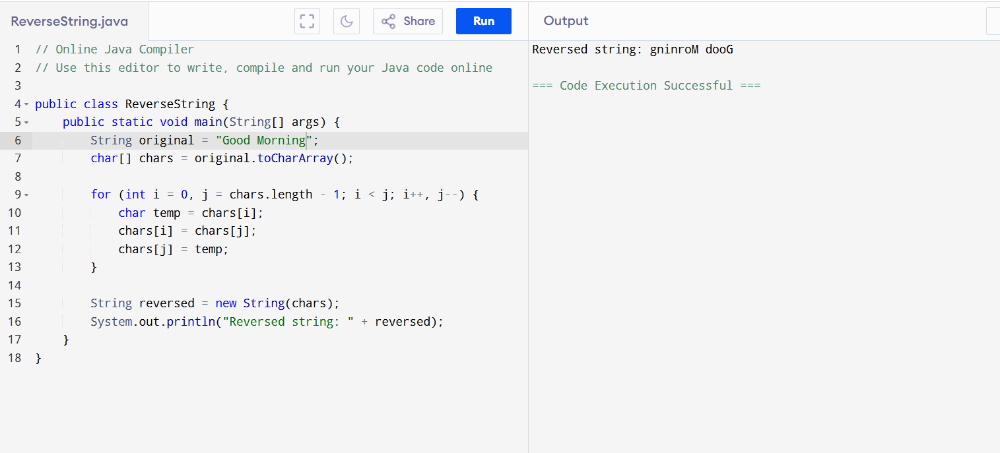 ReverseString.java
Share
Run
Output
1 // Online Java Compiler
2 // Use this editor to write, compile and run your Java code online
3
4 public class ReverseString {
5     public static void main(String[] args) {
6         String original = "Good Morning";
7         char[] chars = original.toCharArray();
8
9         for (int i = 0, j = chars.length - 1; i < j; i++, j--) {
10             char temp = chars[i];
11             chars[i] = chars[j];
12             chars[j] = temp;
13         }
14
15         String reversed = new String(chars);
16         System.out.println("Reversed string: " + reversed);
17     }
18 }
Reversed string: gninroM dooG
=== Code Execution Successful ===